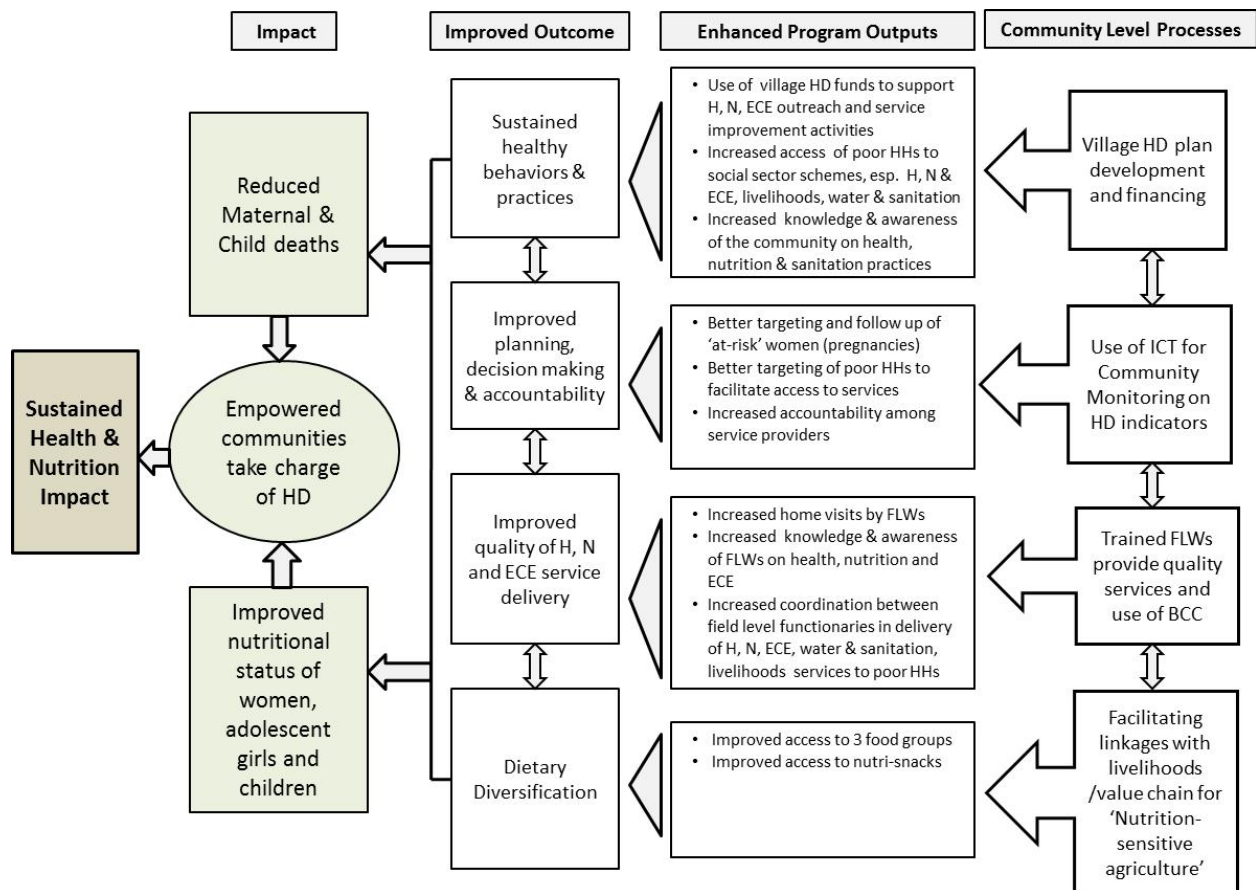 Impact
Improved Outcome
Enhanced Program Outputs
Community Level Processes
Sustained
Health &
Nutrition
Impact
Reduced
Maternal &
Child deaths
Empowered
communities
take charge
of HD
Improved
nutritional
status of
women,
adolescent
girls and
children
Sustained
healthy
behaviors &
practices
Improved
planning,
decision making
& accountability
Improved
quality of H, N
and ECE service
delivery
Dietary
Diversification
• Use of village HD funds to support
H, N, ECE outreach and service
improvement activities
• Increased access of poor HHs to
social sector schemes, esp. H, N &
ECE, livelihoods, water & sanitation
• Increased knowledge & awareness
of the community on health,
nutrition & sanitation practices
• Better targeting and follow up of
‘at-risk’ women (pregnancies)
• Better targeting of poor HHs to
facilitate access to services
• Increased accountability among
service providers
• Increased home visits by FLWs
• Increased knowledge & awareness
of FLWs on health, nutrition and
ECE
• Increased coordination between
field level functionaries in delivery
of H, N, ECE, water & sanitation,
livelihoods services to poor HHs
• Improved access to 3 food groups
• Improved access to nutri-snacks
Village HD plan
development
and financing
Use of ICT for
Community
Monitoring on
HD indicators
Trained FLWs
provide quality
services and
use of BCC
Facilitating
linkages with
livelihoods
/value chain for
‘Nutrition-
sensitive
agriculture’